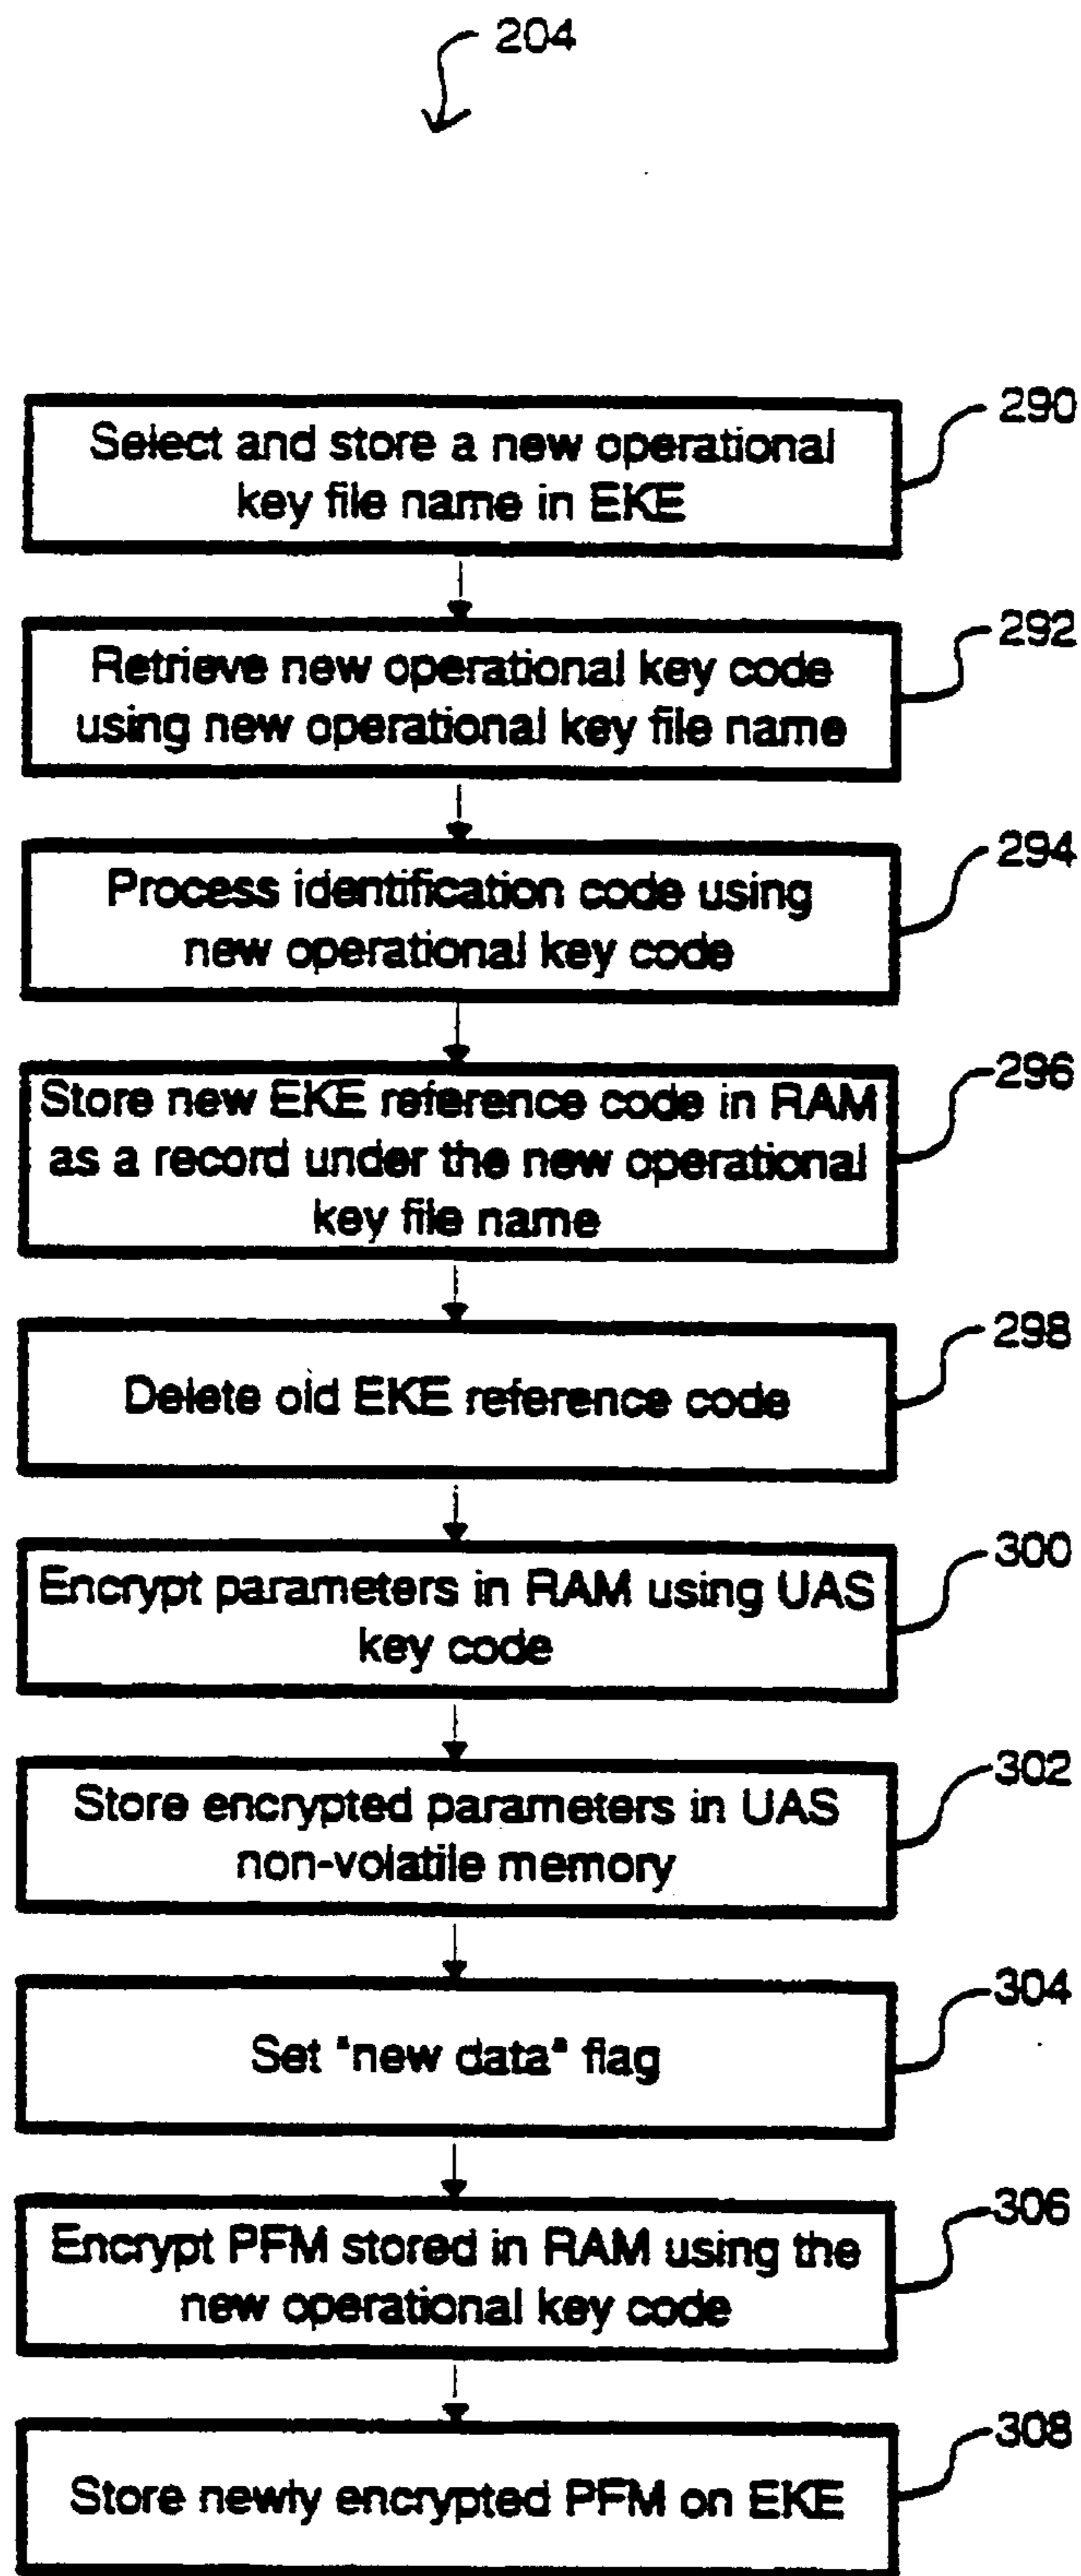 204
290
Select and store a new operational
key file name in EKE
292
Retrieve new operational key code
using new operational key file name
294
Process identification code using
new operational key code
296
Store new EKE reference code in RAM
as a record under the new operational
key file name
298
Delete old EKE reference code
300
Encrypt parameters in RAM using UAS
key code
302
Store encrypted parameters in UAS
non-volatile memory
304
Set "new data" flag
306
Encrypt PFM stored in RAM using the
new operational key code
308
Store newly encrypted PFM on EKE